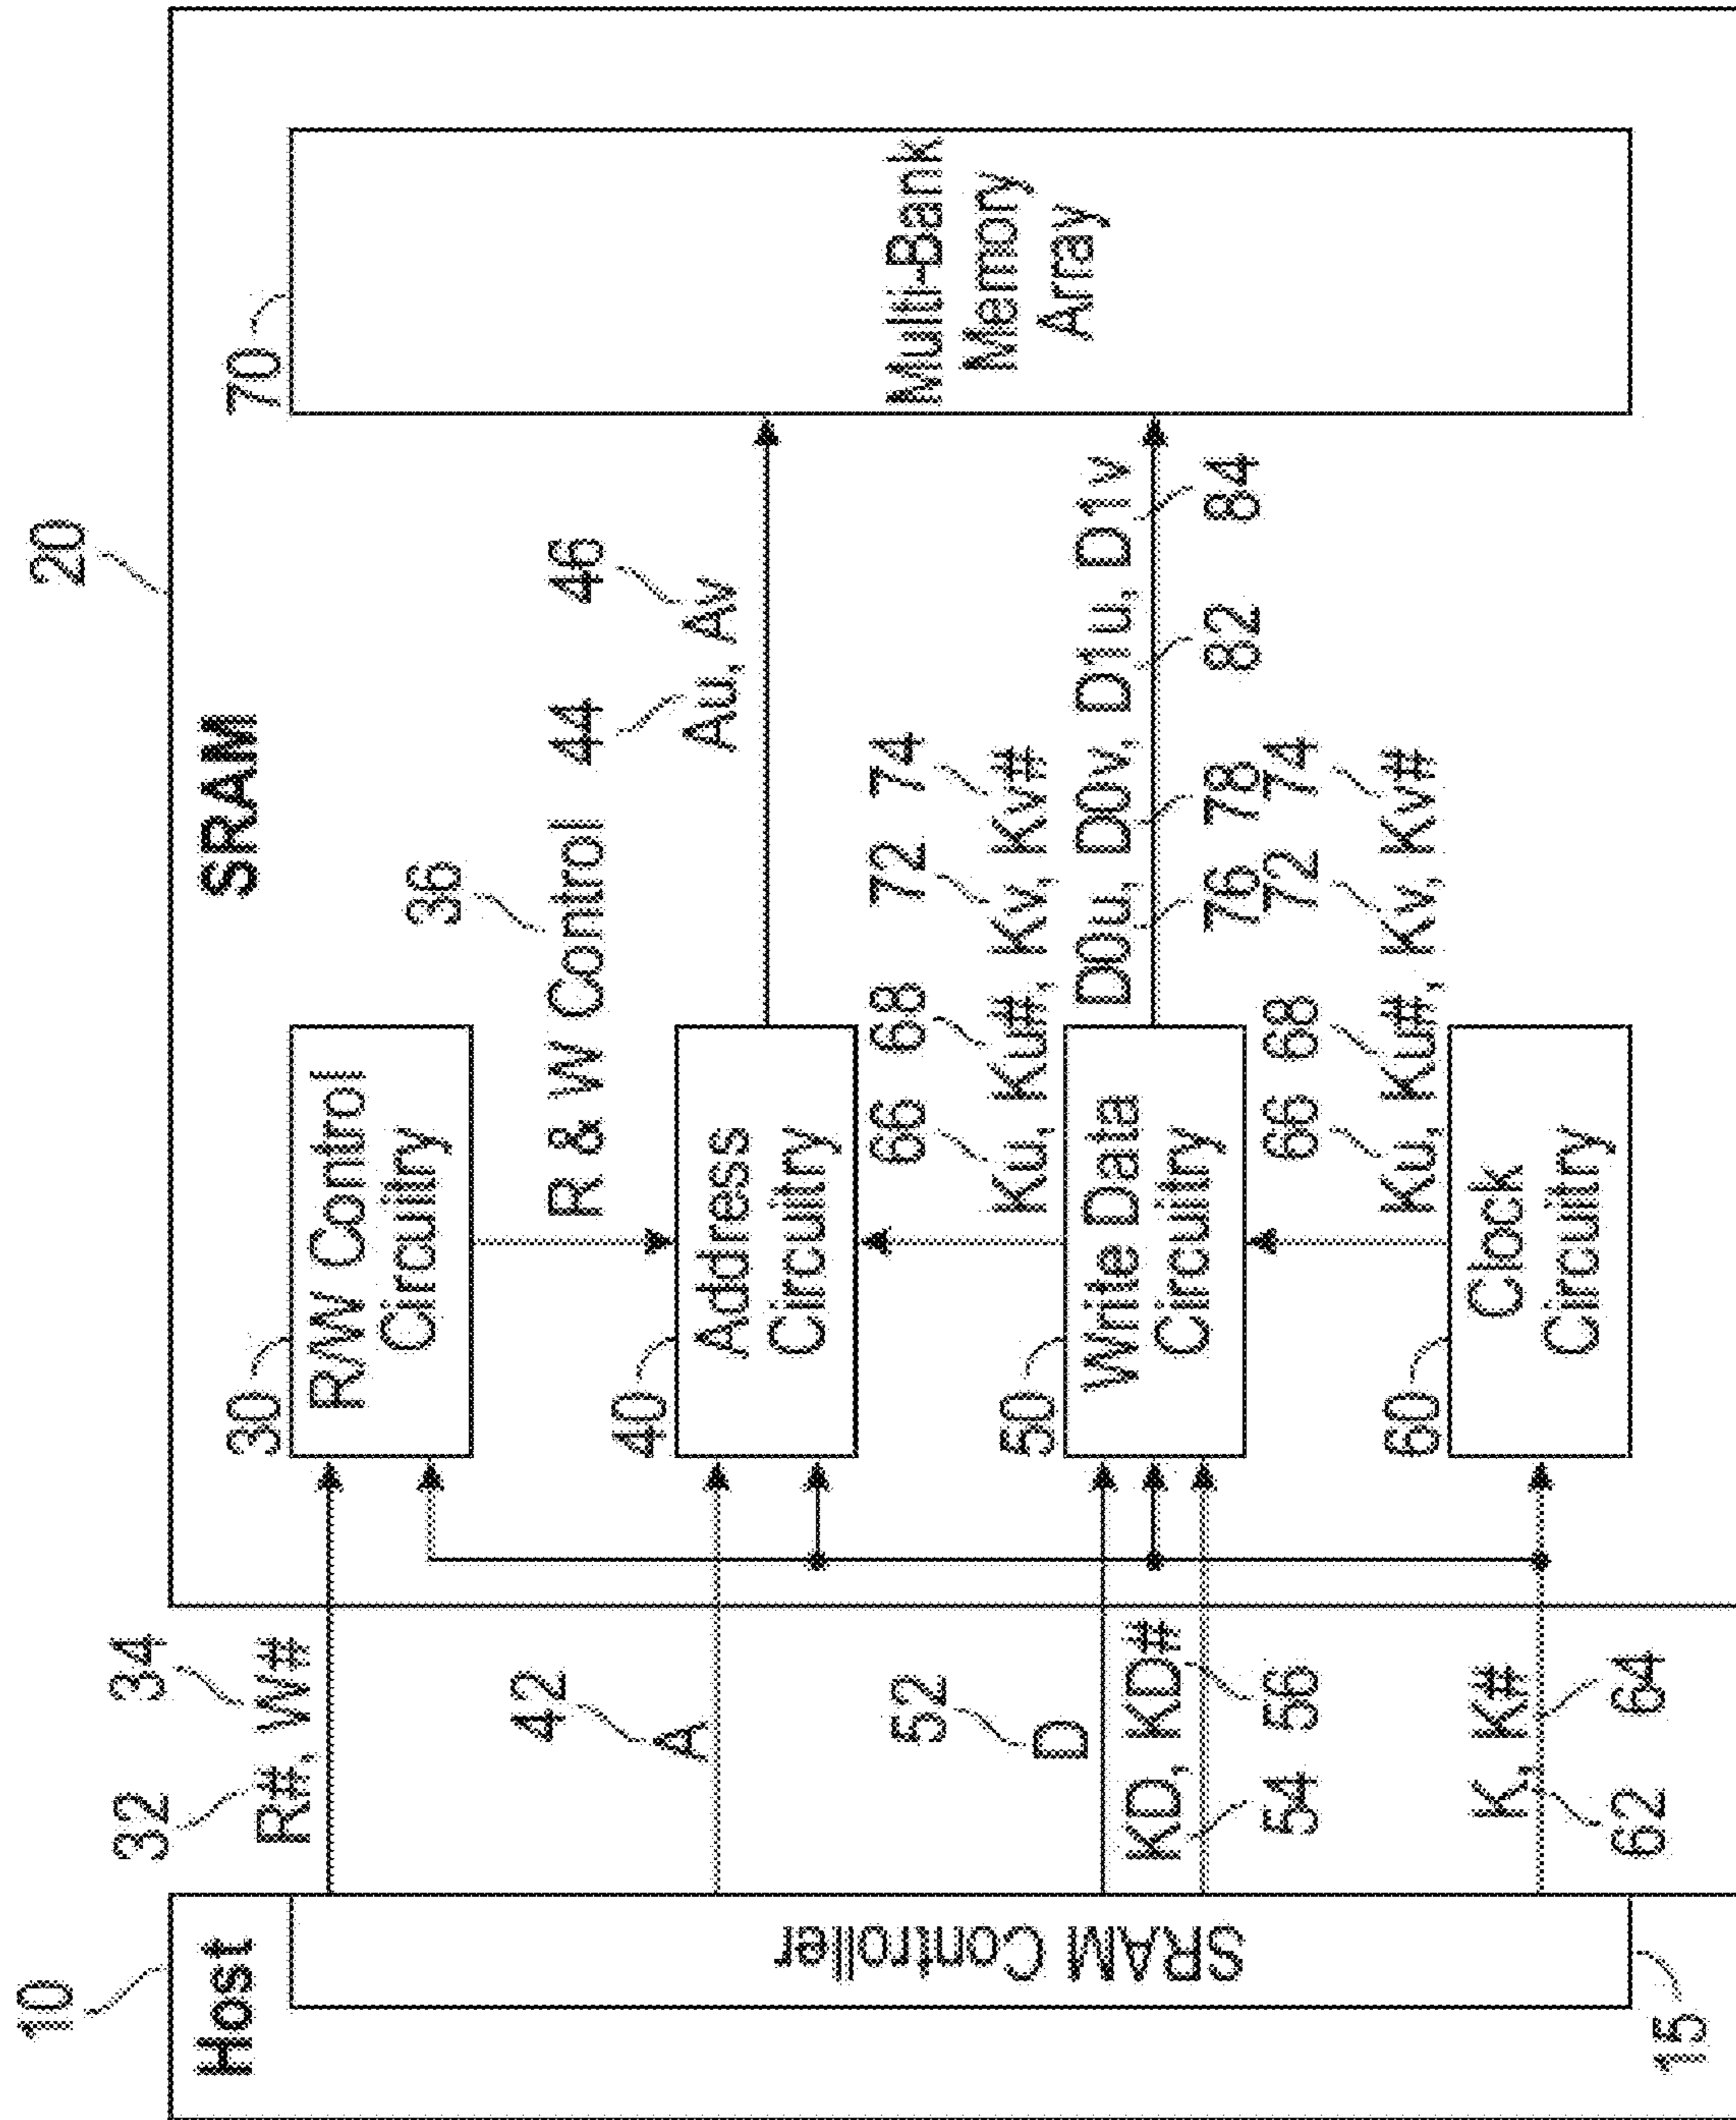 10
20
Host
SRAM
32 34
R#, W#
30
R/W Control
Circuitry
70
36
R & W Control
42
A
40
Address
Circuitry
44 46
Au, Av
66 68 72 74
Ku, Ku#, Kv, Kv#
SRAM Controller
Multi-Bank
Memory
Array
52
D
50
Write Data
Circuitry
D0u, D0v, D1u, D1v
76 78 82 84
KD, KD#
54 56
66 68 72 74
Ku, Ku#, Kv, Kv#
K, K#
62 64
60
Clock
Circuitry
15